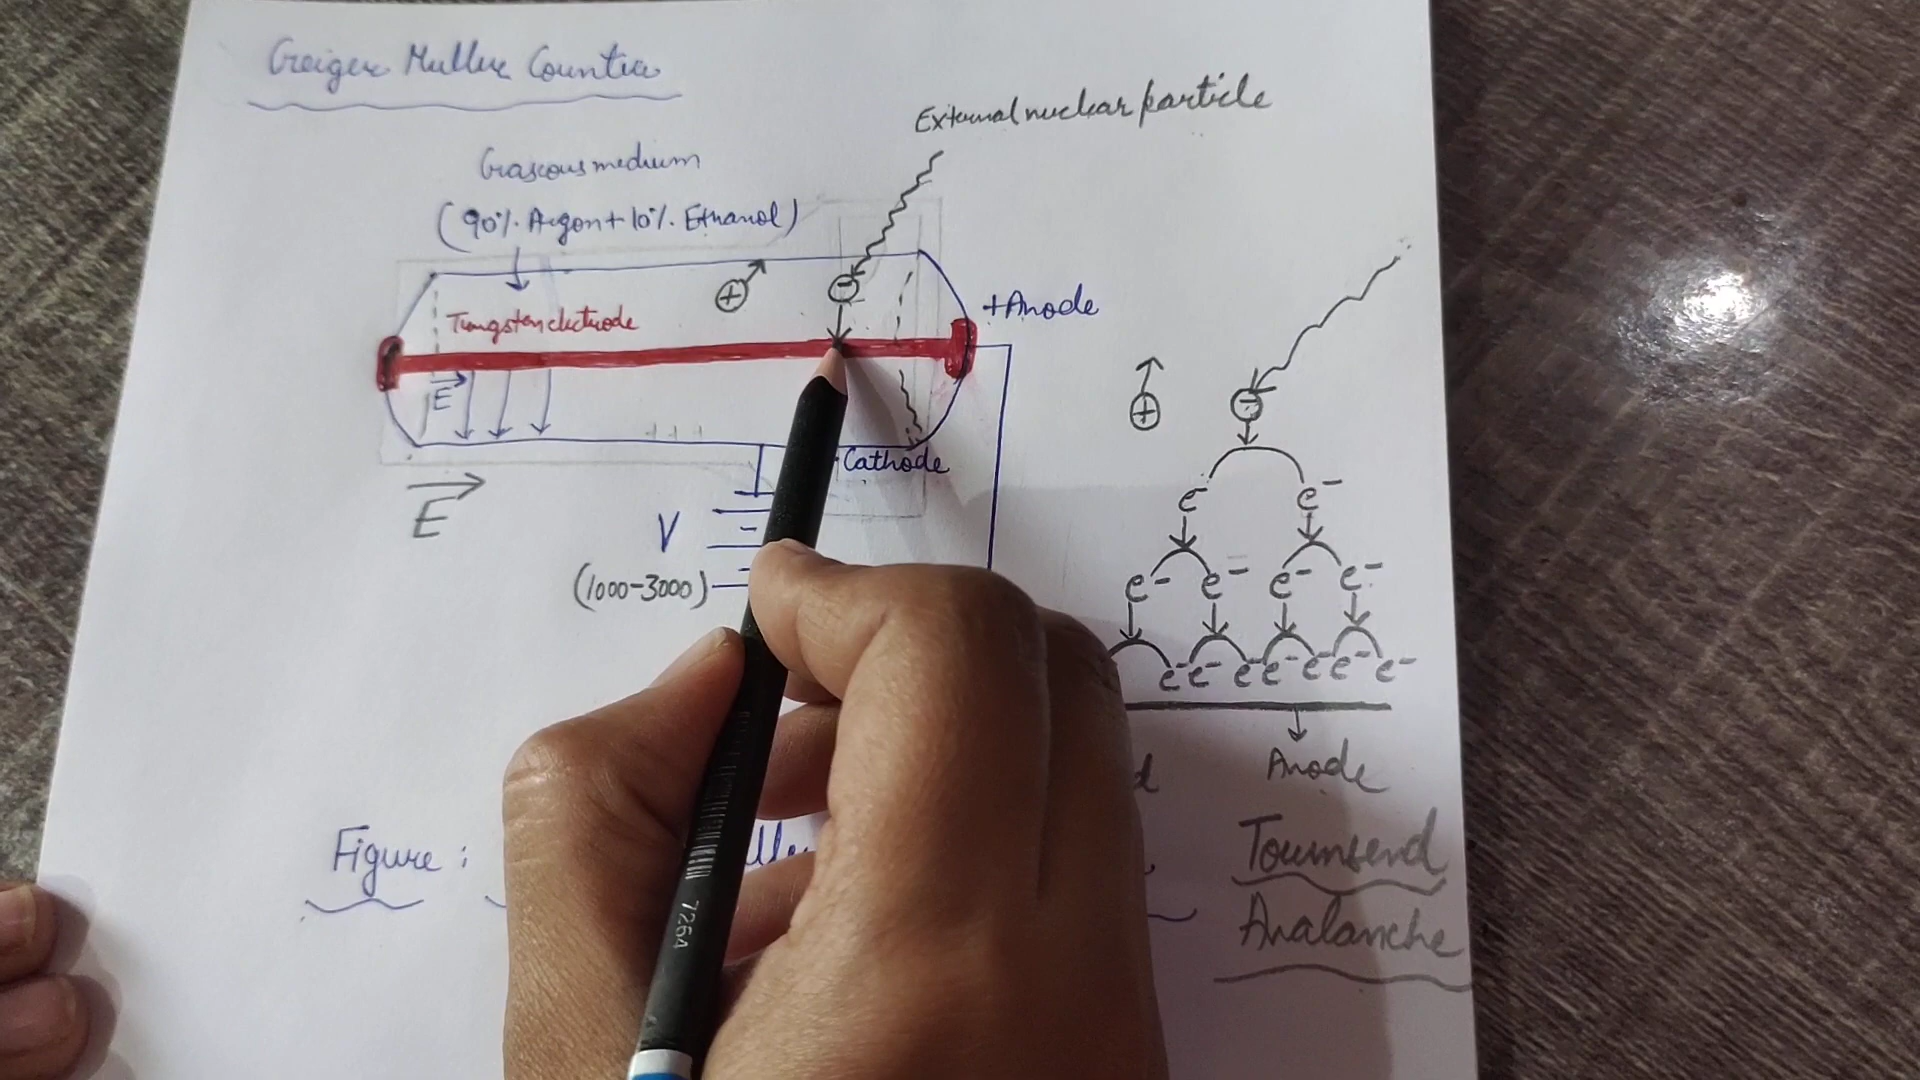 Geiger Muller Counter
External nuclear particle
Gaseous medium
(90% Argon + 10% Ethanol)
+
-
+Anode
Tungsten electrode
E
+ + +
Cathode
E
V
(1000-3000)
+
-
e- e-
e- e- e- e-
e- e- e- e- e- e- e-
Anode
Figure :
Townsend
Avalanche
7264